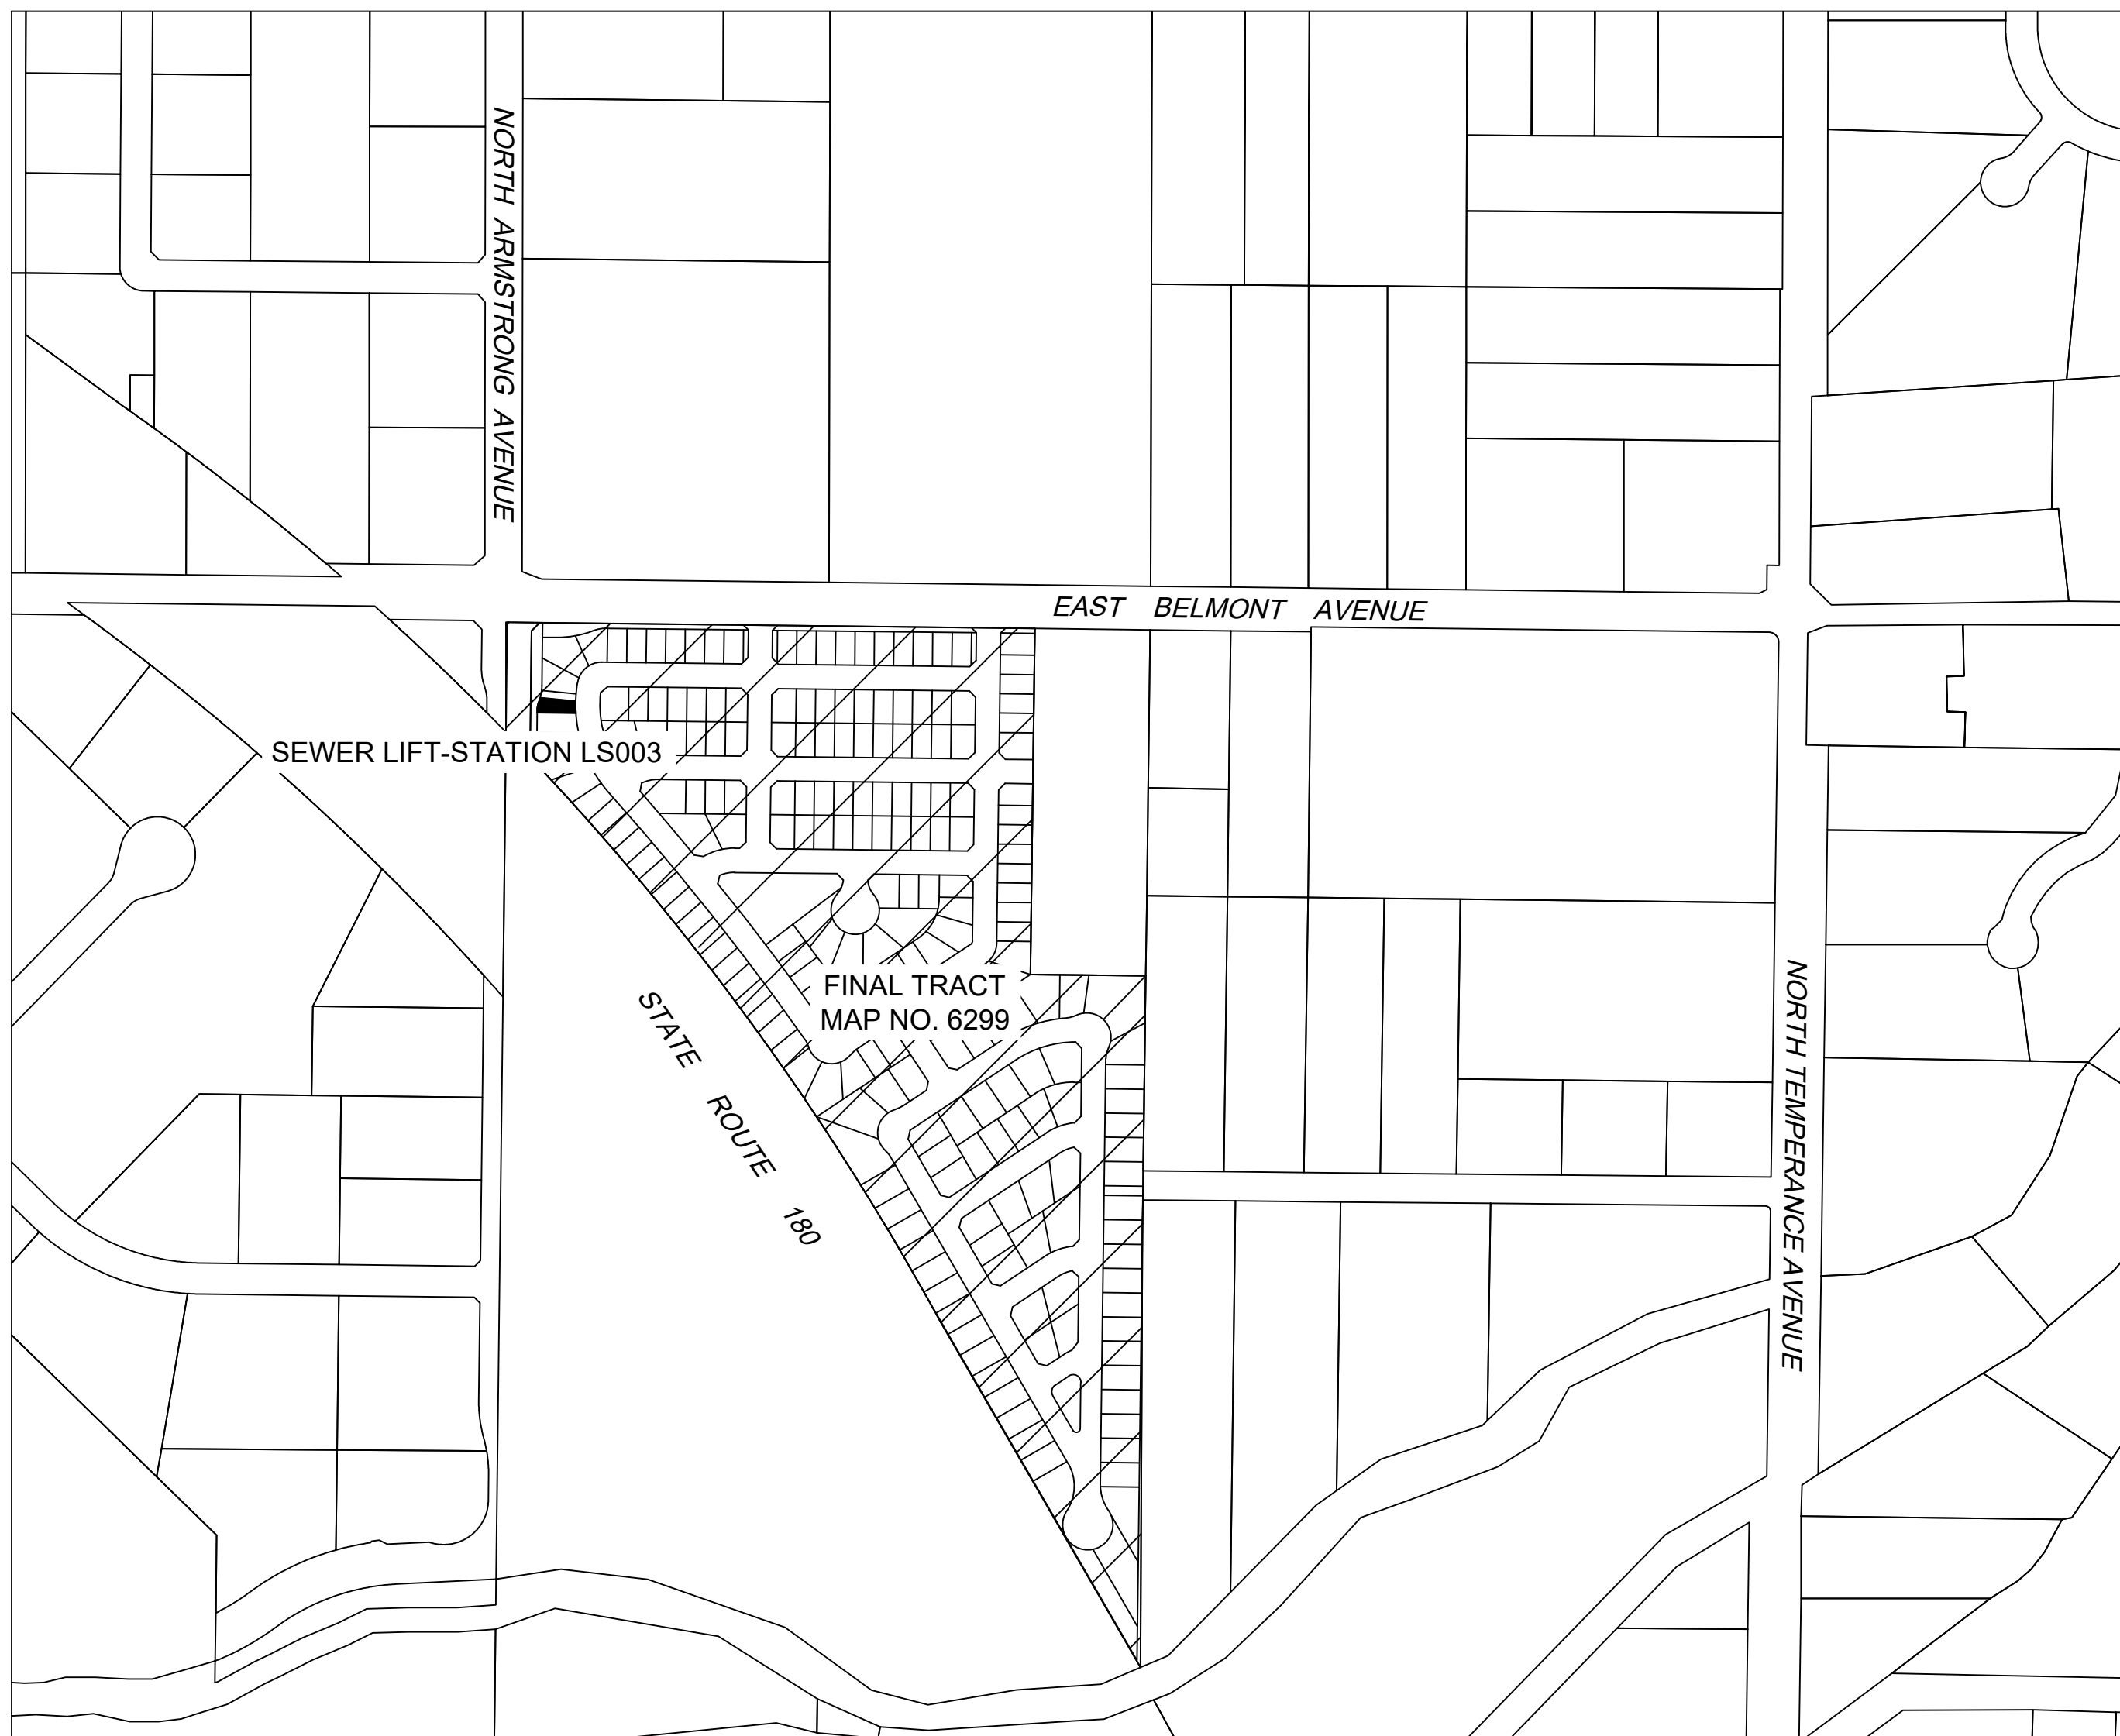 NORTH ARMSTRONG AVENUE
EAST BELMONT AVENUE
SEWER LIFT-STATION LS003
FINAL TRACT
MAP NO. 6299
STATE ROUTE 180
NORTH TEMPERANCE AVENUE